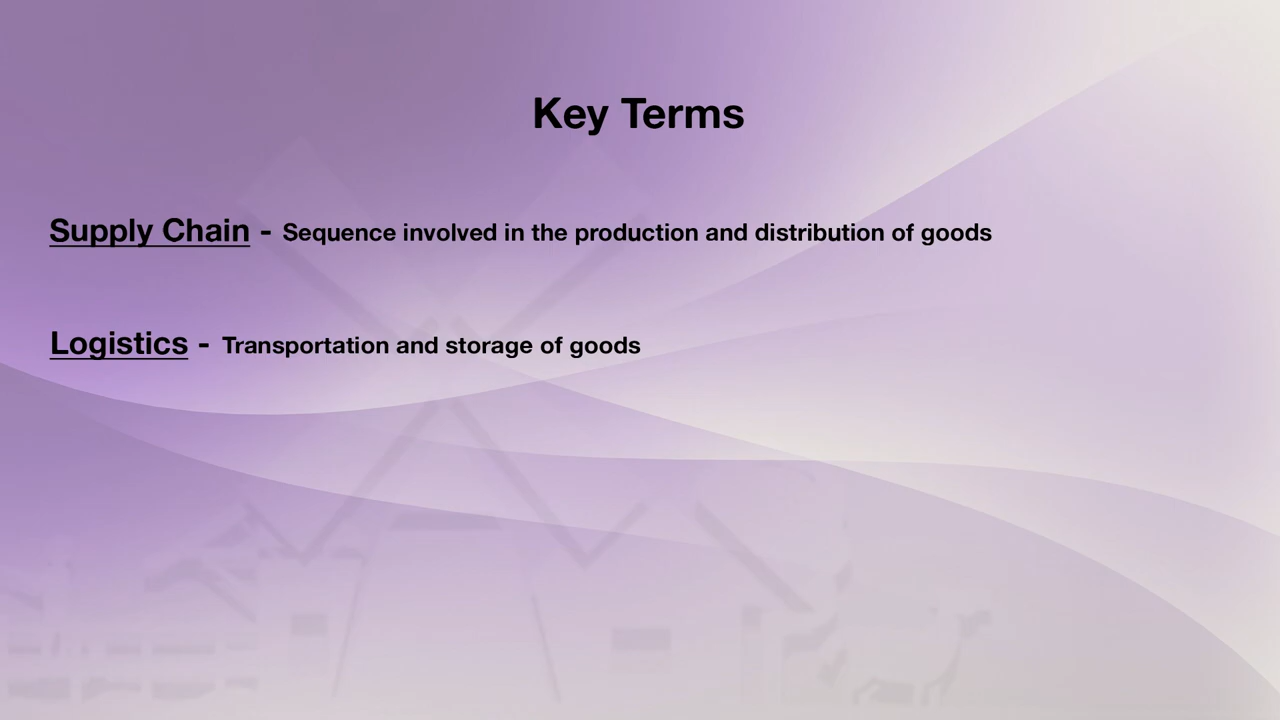 Key Terms
Supply Chain - Sequence involved in the production and distribution of goods
Logistics - Transportation and storage of goods